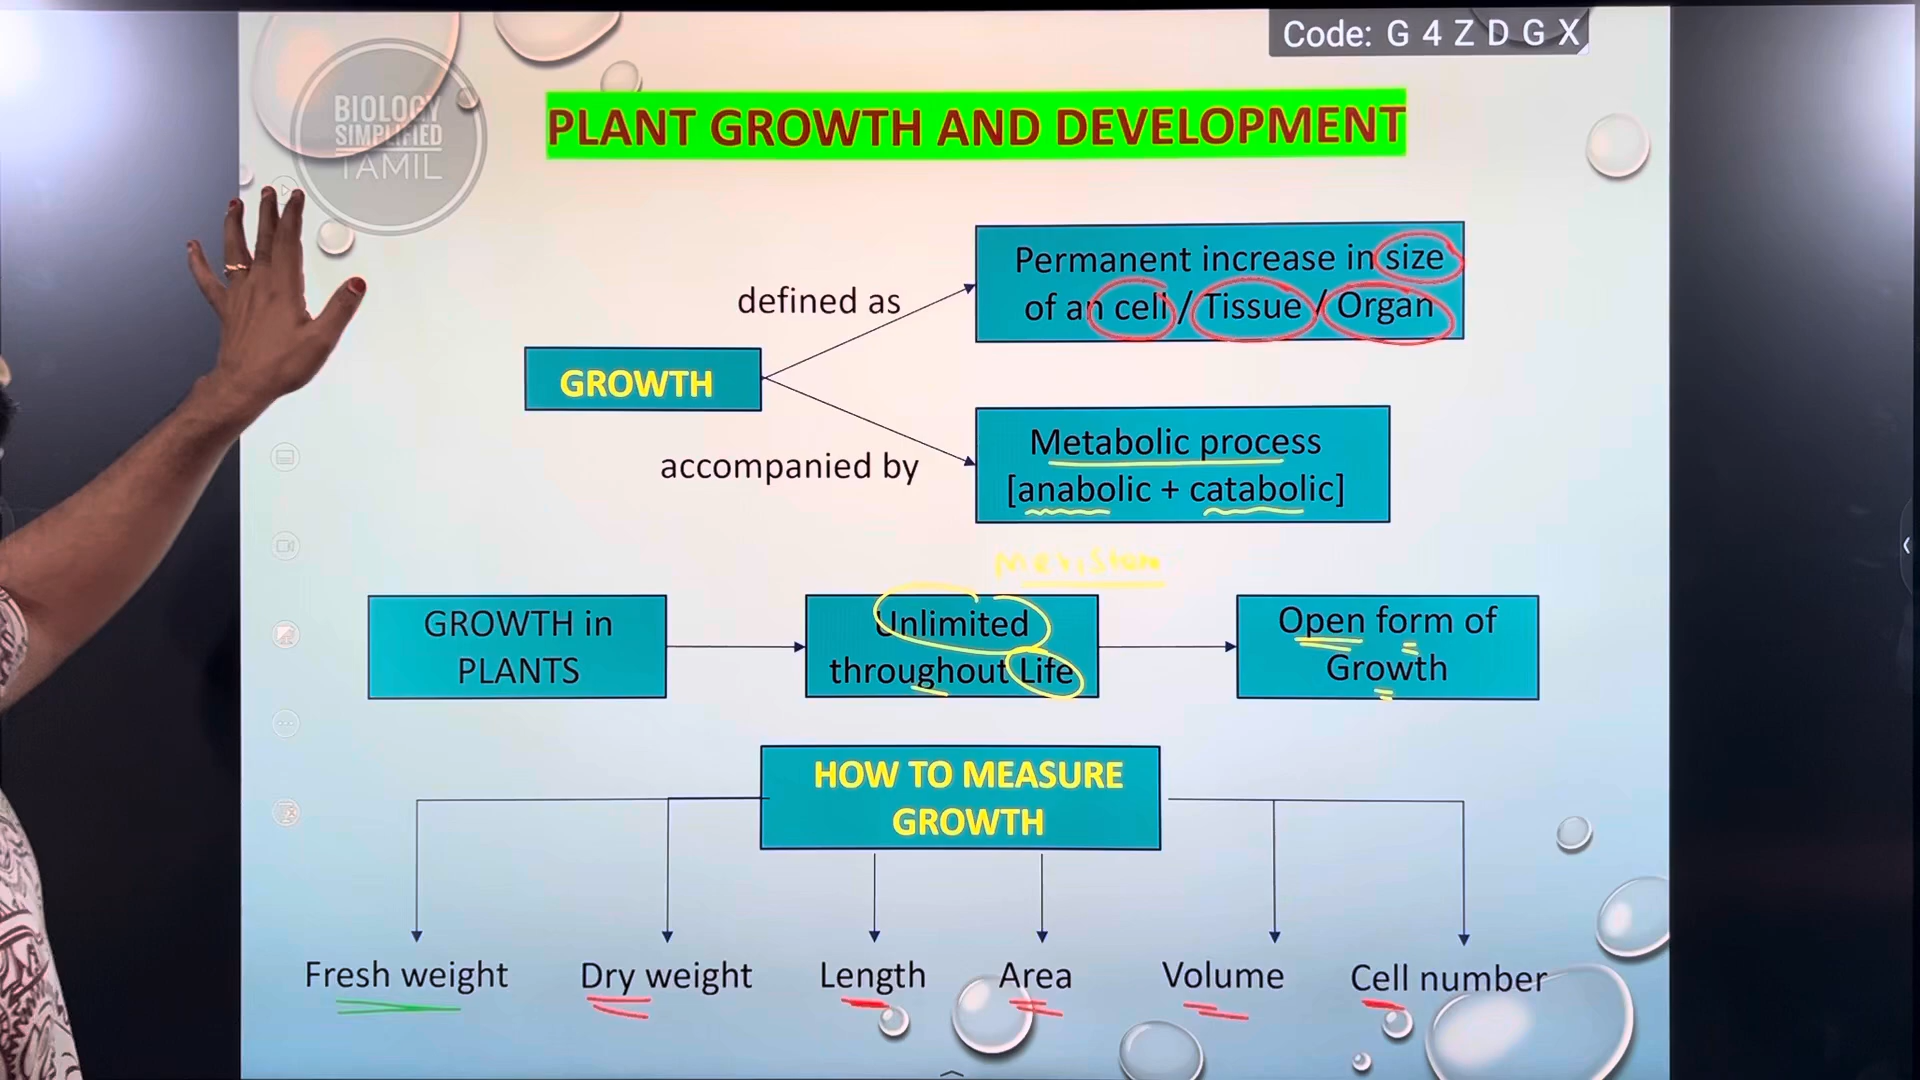 Code: G 4 Z D G X
BIOLOGY
SIMPLIFIED
TAMIL
PLANT GROWTH AND DEVELOPMENT
defined as
Permanent increase in size
of an cell / Tissue / Organ
GROWTH
accompanied by
Metabolic process
[anabolic + catabolic]
GROWTH in
PLANTS
Unlimited
throughout Life
Open form of
Growth
HOW TO MEASURE
GROWTH
Fresh weight
Dry weight
Length
Area
Volume
Cell number